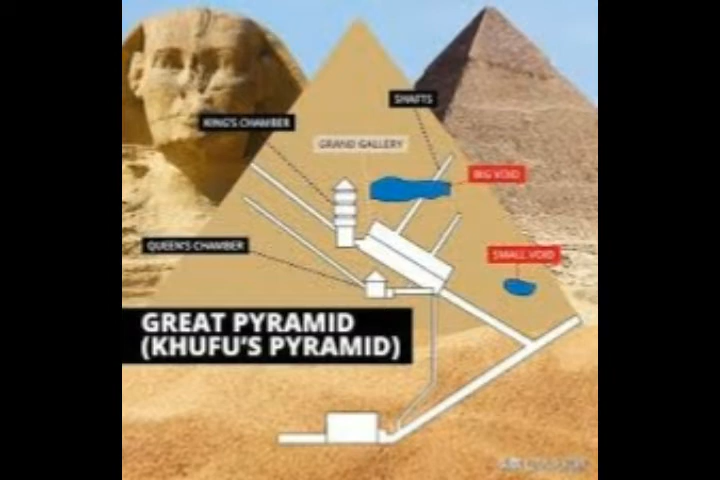 SHAFTS
KING'S CHAMBER
GRAND GALLERY
BIG VOID
QUEEN'S CHAMBER
SMALL VOID
GREAT PYRAMID
(KHUFU'S PYRAMID)